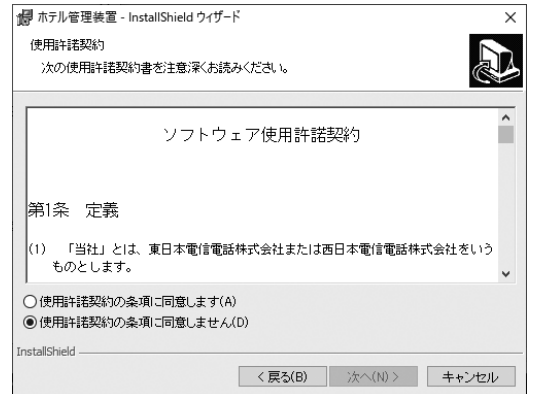 ホテル管理装置 - InstallShield ウィザード
使用許諾契約
次の使用許諾契約書を注意深くお読みください。
ソフトウェア使用許諾契約
第1条　定義
(1)　「当社」とは、東日本電信電話株式会社または西日本電信電話株式会社をいう
ものとします。
使用許諾契約の条項に同意します(A)
使用許諾契約の条項に同意しません(D)
InstallShield
< 戻る(B)
次へ(N) >
キャンセル